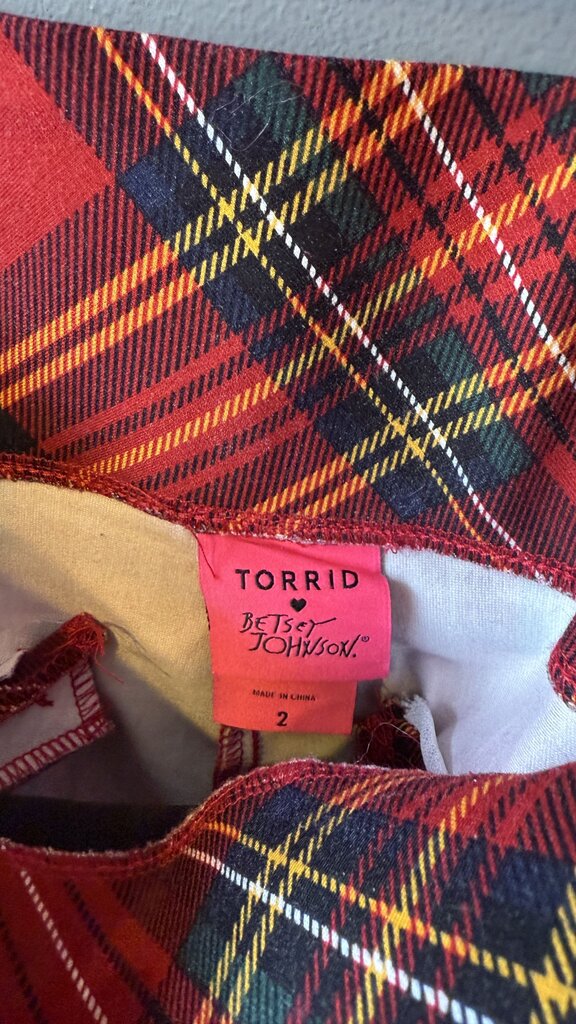 TORRID
BETSEY
JOHNSON®
MADE IN CHINA
2